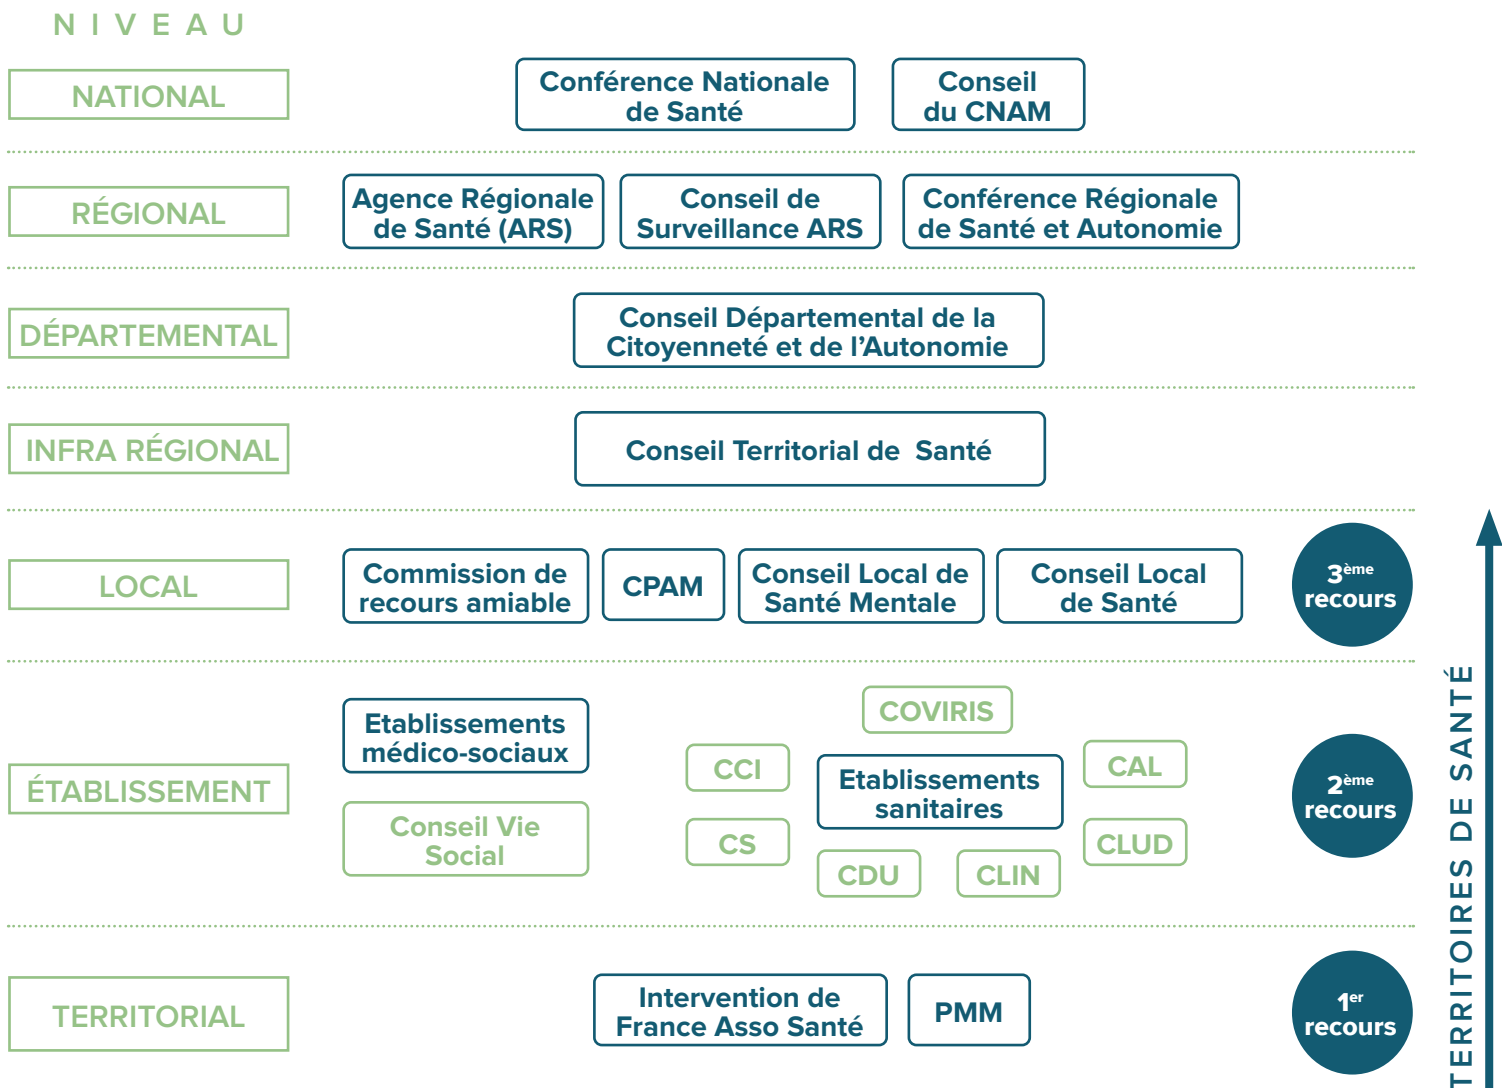 NIVEAU
NATIONAL
Conférence Nationale
de Santé
Conseil
du CNAM
RÉGIONAL
Agence Régionale
de Santé (ARS)
Conseil de
Surveillance ARS
Conférence Régionale
de Santé et Autonomie
DÉPARTEMENTAL
Conseil Départemental de la
Citoyenneté et de l’Autonomie
INFRA RÉGIONAL
Conseil Territorial de Santé
LOCAL
Commission de
recours amiable
CPAM
Conseil Local de
Santé Mentale
Conseil Local
de Santé
3ème
recours
ÉTABLISSEMENT
Etablissements
médico-sociaux
Conseil Vie
Social
COVIRIS
CCI
Etablissements
sanitaires
CAL
CS
CDU
CLIN
CLUD
2ème
recours
TERRITORIAL
Intervention de
France Asso Santé
PMM
1er
recours
TERRITOIRES DE SANTÉ